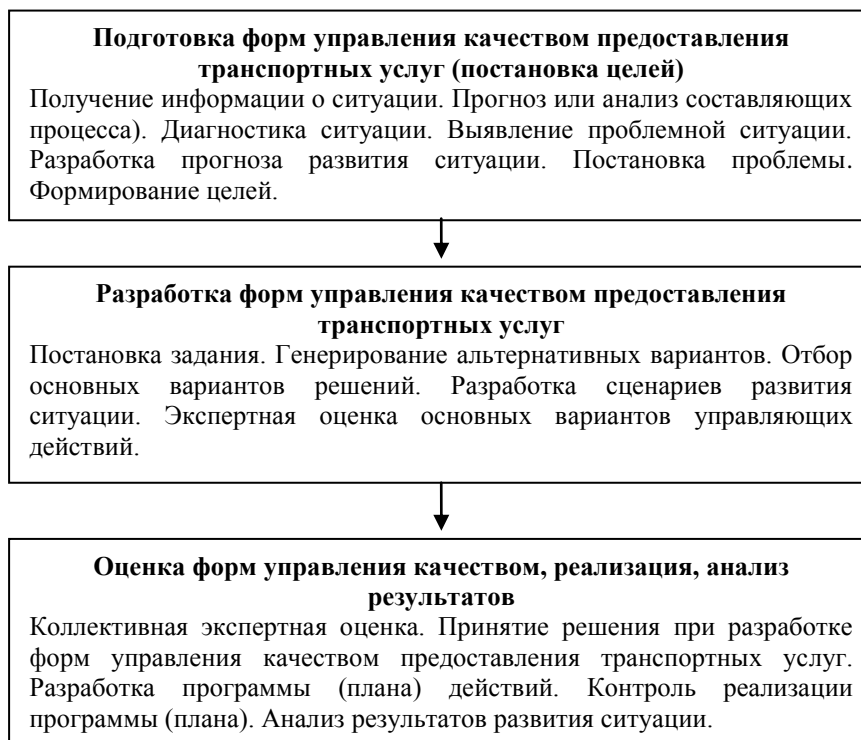 Подготовка форм управления качеством предоставления
транспортных услуг (постановка целей)
Получение информации о ситуации. Прогноз или анализ составляющих
процесса). Диагностика ситуации. Выявление проблемной ситуации.
Разработка прогноза развития ситуации. Постановка проблемы.
Формирование целей.
Разработка форм управления качеством предоставления
транспортных услуг
Постановка задания. Генерирование альтернативных вариантов. Отбор
основных вариантов решений. Разработка сценариев развития
ситуации. Экспертная оценка основных вариантов управляющих
действий.
Оценка форм управления качеством, реализация, анализ
результатов
Коллективная экспертная оценка. Принятие решения при разработке
форм управления качеством предоставления транспортных услуг.
Разработка программы (плана) действий. Контроль реализации
программы (плана). Анализ результатов развития ситуации.